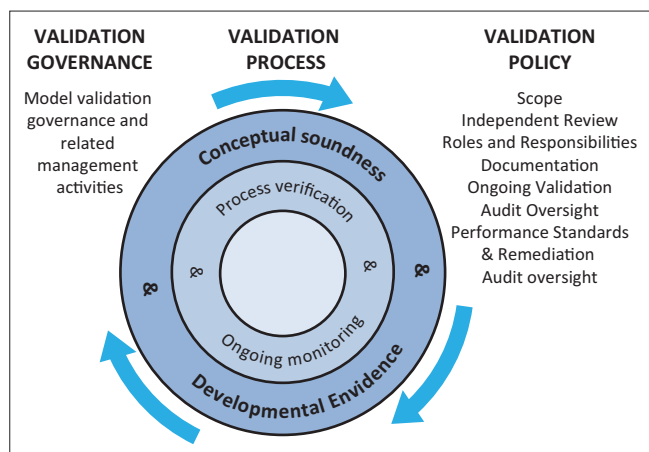 VALIDATION
GOVERNANCE
Model validation
governance and
related
management
activities
VALIDATION
PROCESS
Conceptual soundness
&
&
Developmental Envidence
Process verification
&
&
Ongoing monitoring
VALIDATION
POLICY
Scope
Independent Review
Roles and Responsibilities
Documentation
Ongoing Validation
Audit Oversight
Performance Standards
& Remediation
Audit oversight